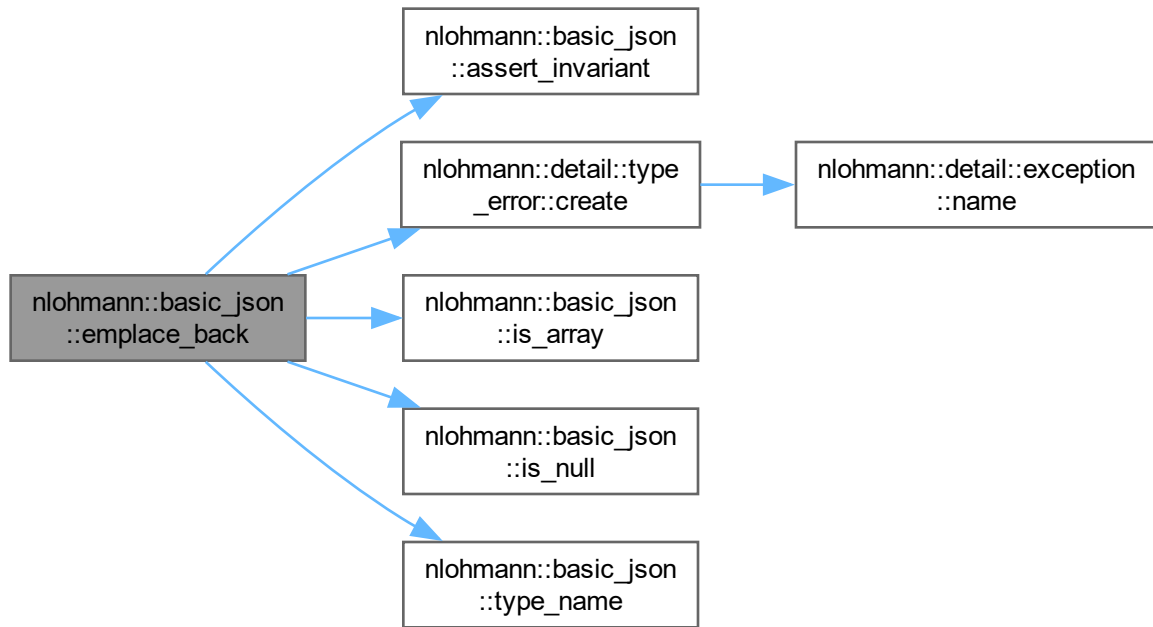 nlohmann::basic_json
::assert_invariant
nlohmann::detail::type
_error::create
nlohmann::detail::exception
::name
nlohmann::basic_json
::emplace_back
nlohmann::basic_json
::is_array
nlohmann::basic_json
::is_null
nlohmann::basic_json
::type_name